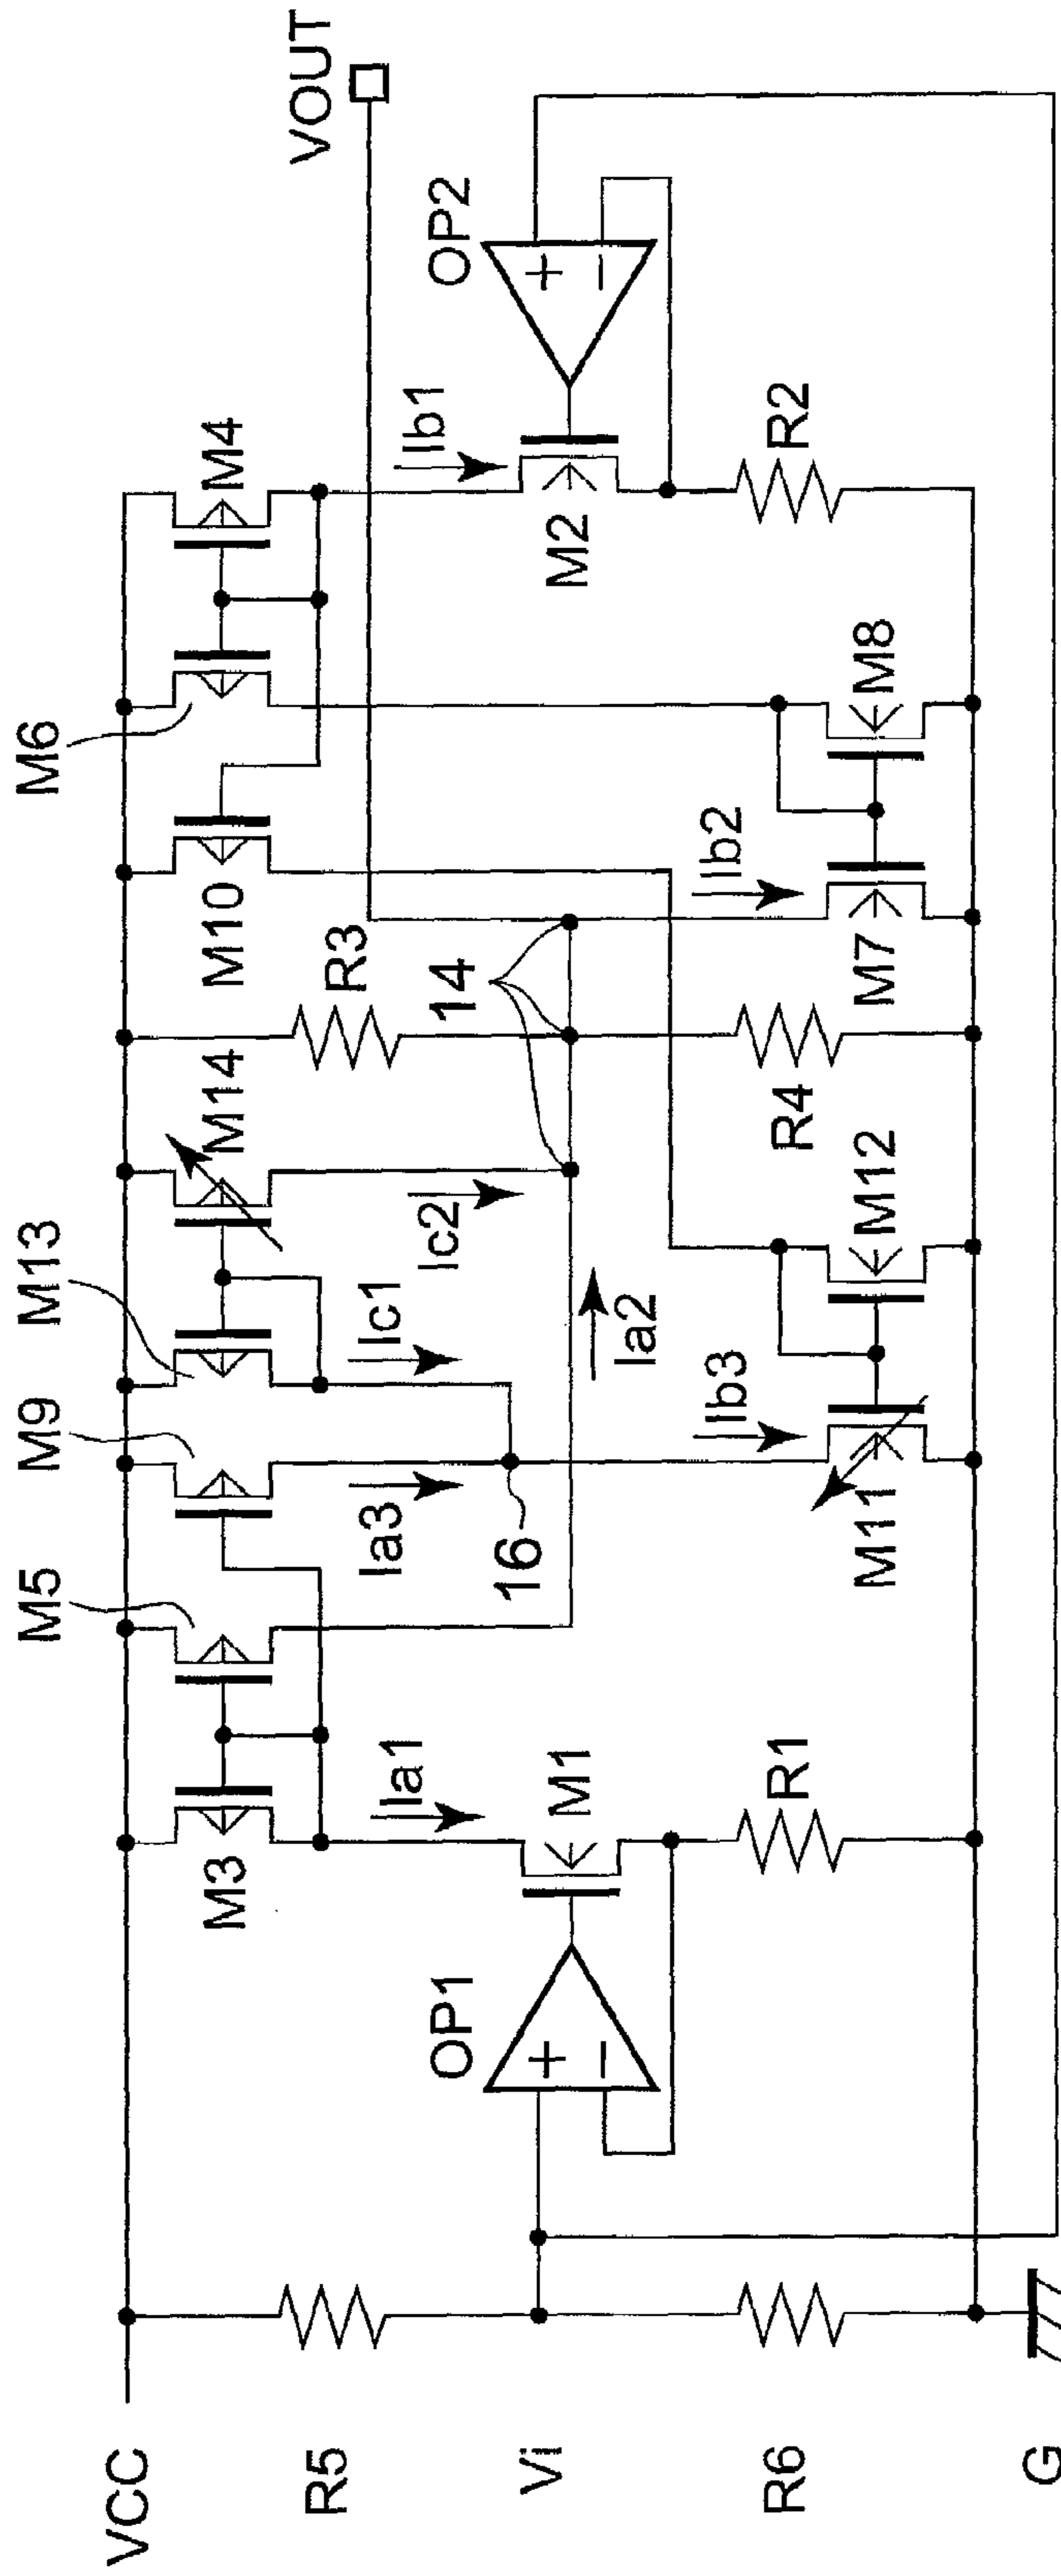 VCC
R5
Vi
R6
G
M3
M5
M9
M13
M14
M10
M6
M4
VOUT
OP1
+
−
Ia1
M1
R1
Ia3
16
Ic1
Ic2
Ia2
Ib3
M11
M12
R3
14
R4
Ib2
M7
M8
Ib1
M2
R2
OP2
+
−